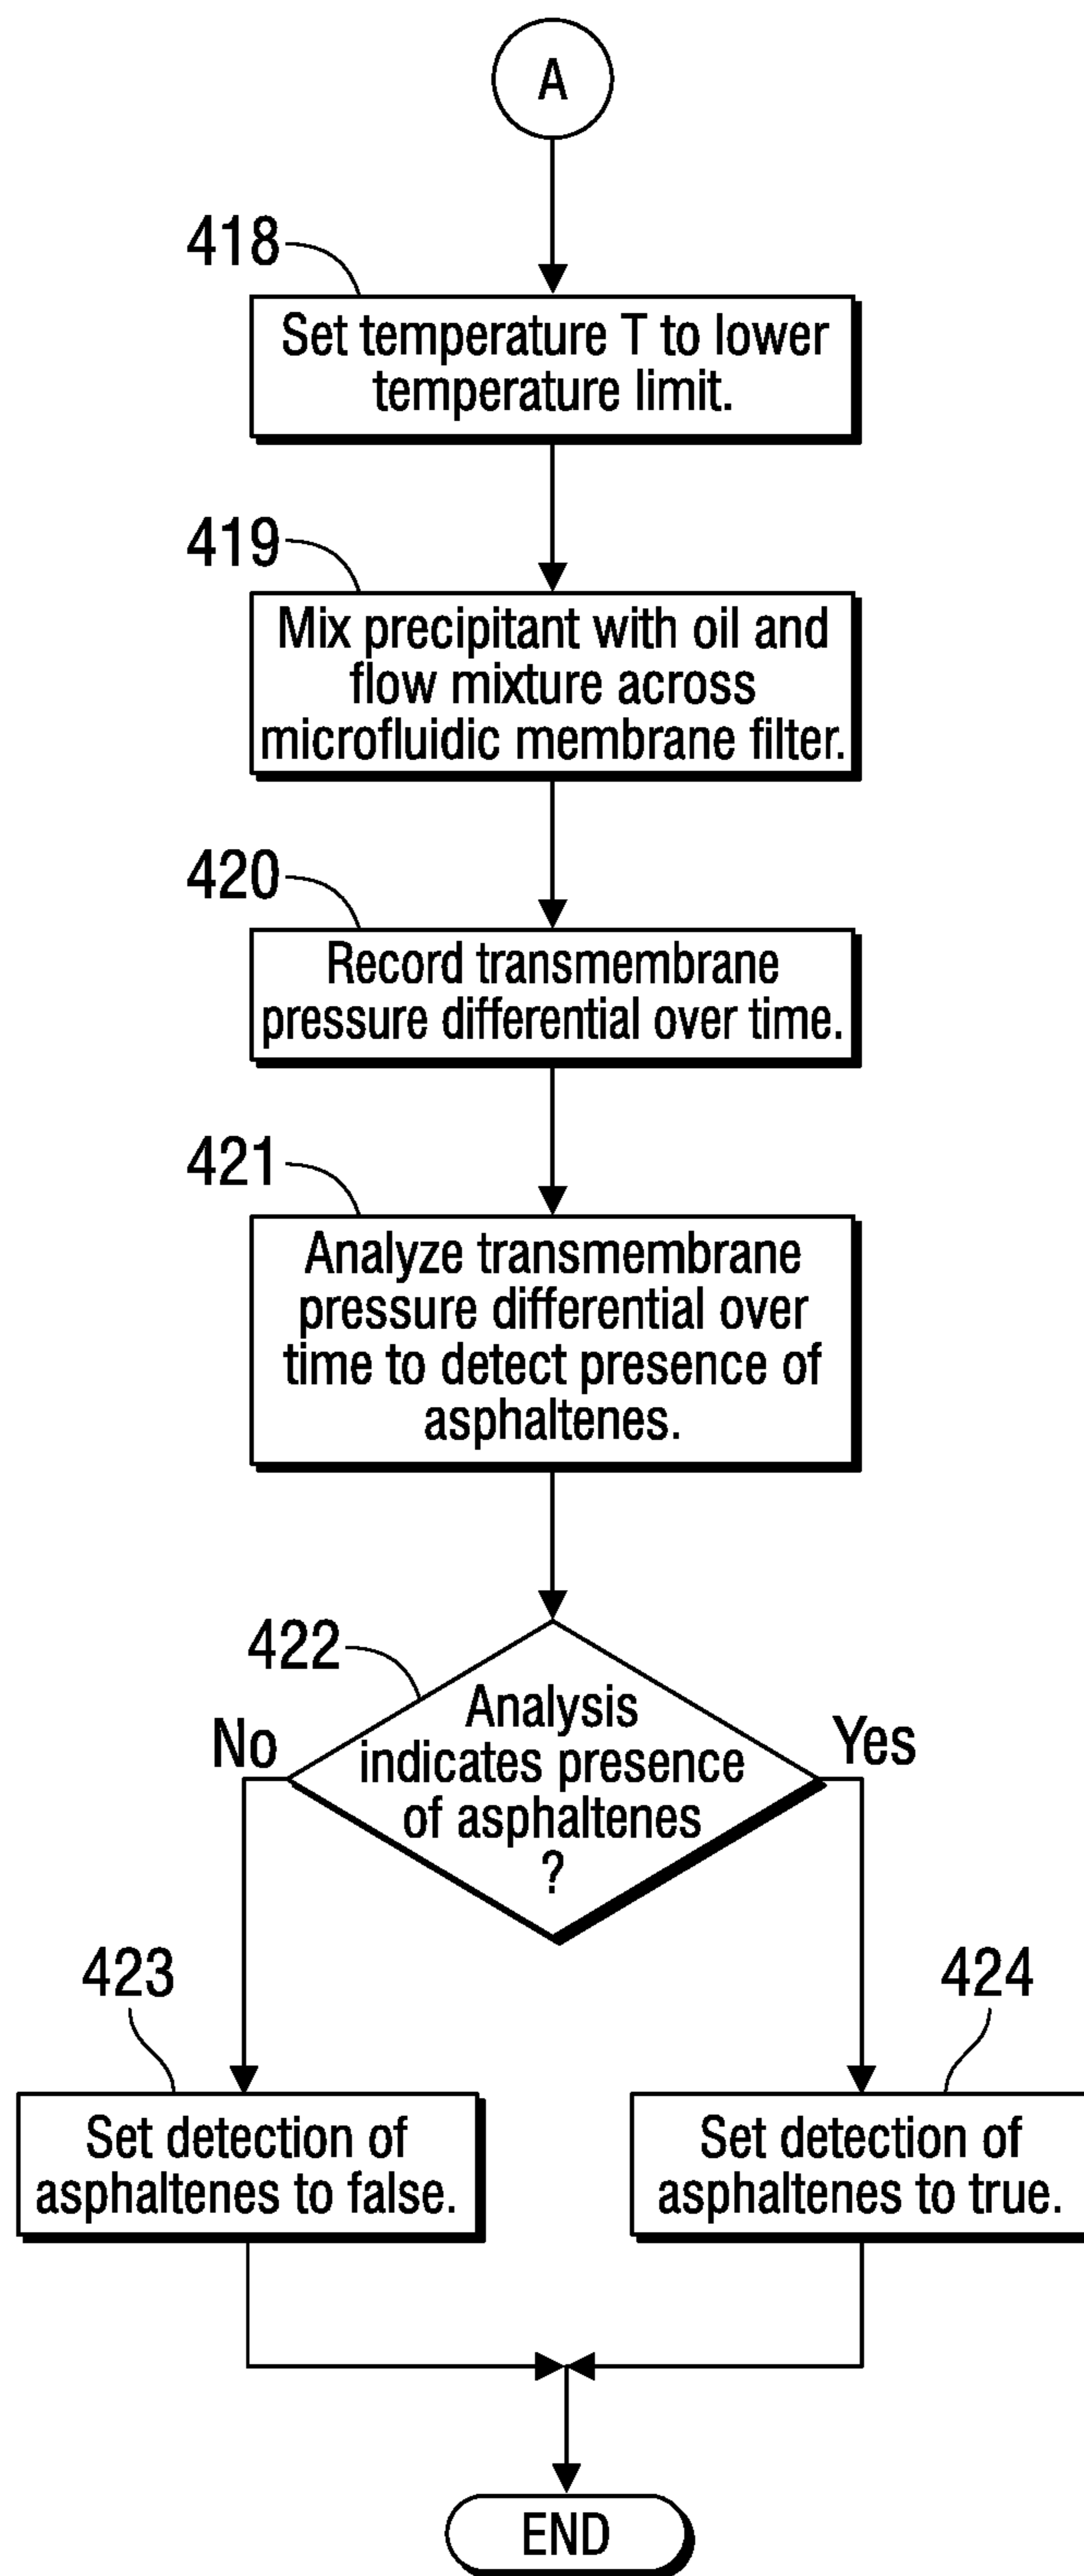 A
418
Set temperature T to lower
temperature limit.
419
Mix precipitant with oil and
flow mixture across
microfluidic membrane filter.
420
Record transmembrane
pressure differential over time.
421
Analyze transmembrane
pressure differential over
time to detect presence of
asphaltenes.
422
Analysis
indicates presence
of asphaltenes
?
No
Yes
423
Set detection of
asphaltenes to false.
424
Set detection of
asphaltenes to true.
END